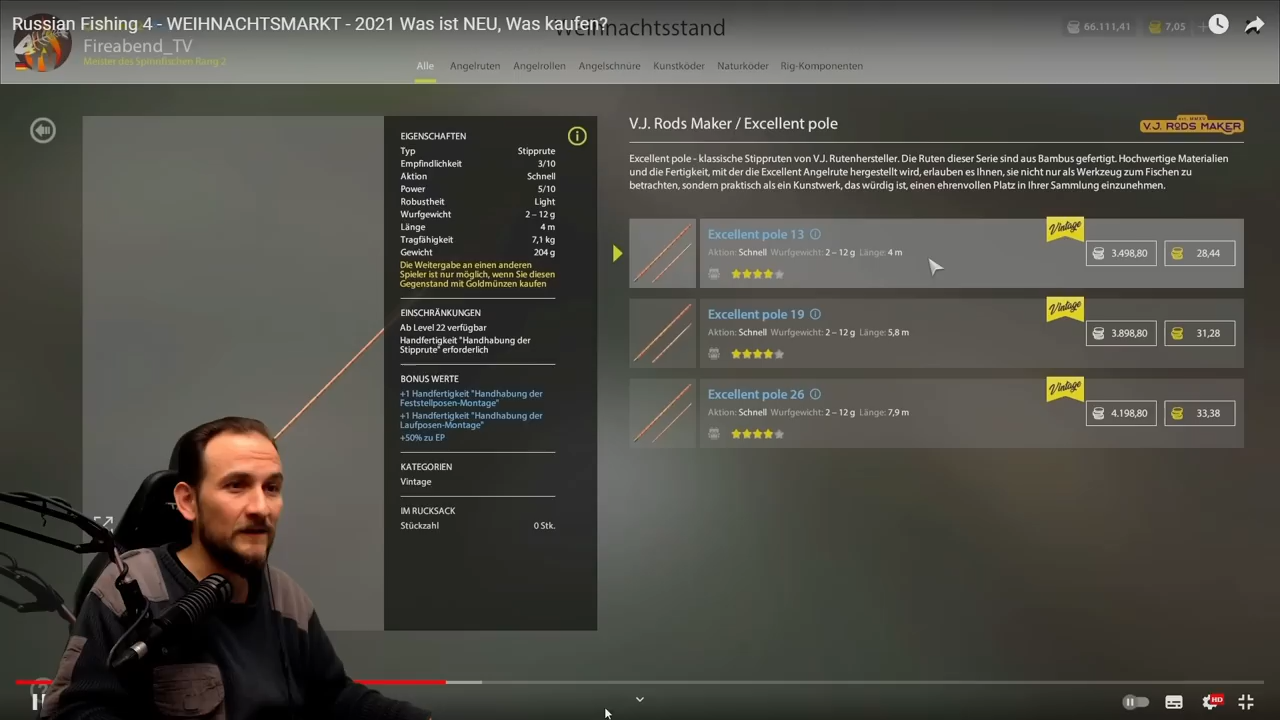 Russian Fishing 4 - WEIHNACHTSMARKT - 2021 Was ist NEU, Was kaufen?
Weihnachtsstand
66.111,41
7,05
Fireabend_TV
Meister des Spinnfischens Rang 2
Alle
Angelruten
Angelrollen
Angelschnüre
Kunstköder
Naturköder
Rig-Komponenten
EIGENSCHAFTEN
Typ Stipprute
Empfindlichkeit 3/10
Aktion Schnell
Power 5/10
Robustheit Light
Wurfgewicht 2 – 12 g
Länge 4 m
Tragfähigkeit 7,1 kg
Gewicht 204 g
Die Weitergabe an einen anderen
Spieler ist nur möglich, wenn Sie diesen
Gegenstand mit Goldmünzen kaufen
EINSCHRÄNKUNGEN
Ab Level 22 verfügbar
Handfertigkeit "Handhabung der
Stipprute" erforderlich
BONUS WERTE
+1 Handfertigkeit "Handhabung der
Feststellposen-Montage"
+1 Handfertigkeit "Handhabung der
Laufposen-Montage"
+50% zu EP
KATEGORIEN
Vintage
IM RUCKSACK
Stückzahl 0 Stk.
V.J. Rods Maker / Excellent pole
V.J. RODS MAKER
Excellent pole - klassische Stippruten von V.J. Rutenhersteller. Die Ruten dieser Serie sind aus Bambus gefertigt. Hochwertige Materialien
und die Fertigkeit, mit der die Excellent Angelrute hergestellt wird, erlauben es Ihnen, sie nicht nur als Werkzeug zum Fischen zu
betrachten, sondern praktisch als ein Kunstwerk, das würdig ist, einen ehrenvollen Platz in Ihrer Sammlung einzunehmen.
Excellent pole 13
Vintage
Aktion: Schnell Wurfgewicht: 2 – 12 g Länge: 4 m
3.498,80
28,44
Excellent pole 19
Vintage
Aktion: Schnell Wurfgewicht: 2 – 12 g Länge: 5,8 m
3.898,80
31,28
Excellent pole 26
Vintage
Aktion: Schnell Wurfgewicht: 2 – 12 g Länge: 7,9 m
4.198,80
33,38
HD